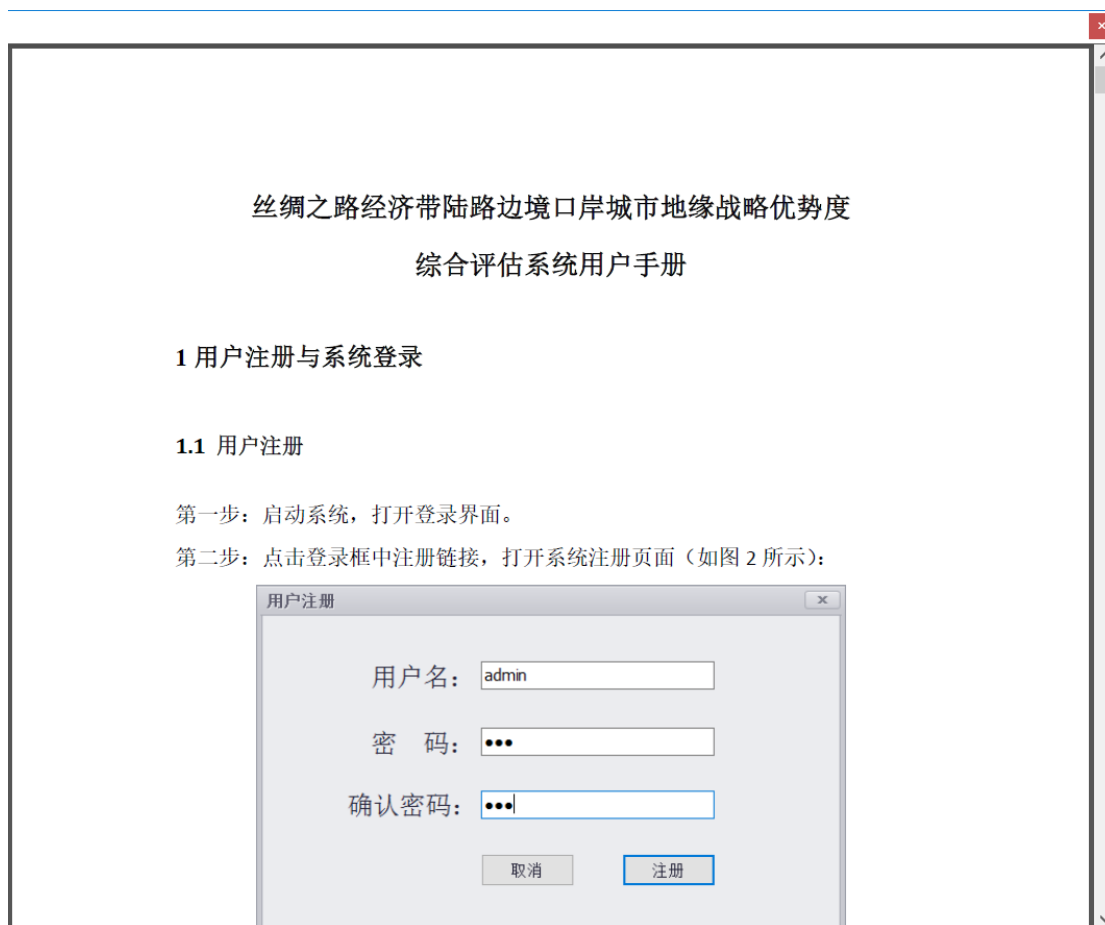 丝绸之路经济带陆路边境口岸城市地缘战略优势度
综合评估系统用户手册
1 用户注册与系统登录
1.1 用户注册
第一步：启动系统，打开登录界面。
第二步：点击登录框中注册链接，打开系统注册页面（如图 2 所示）：
用户注册
用户名： admin
密 码： •••
确认密码： •••
取消 注册